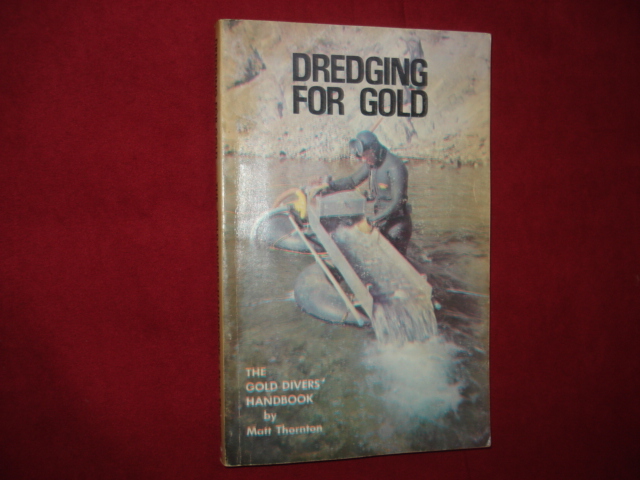 DREDGING
FOR GOLD
THE
GOLD DIVERS'
HANDBOOK
by
Matt Thornton